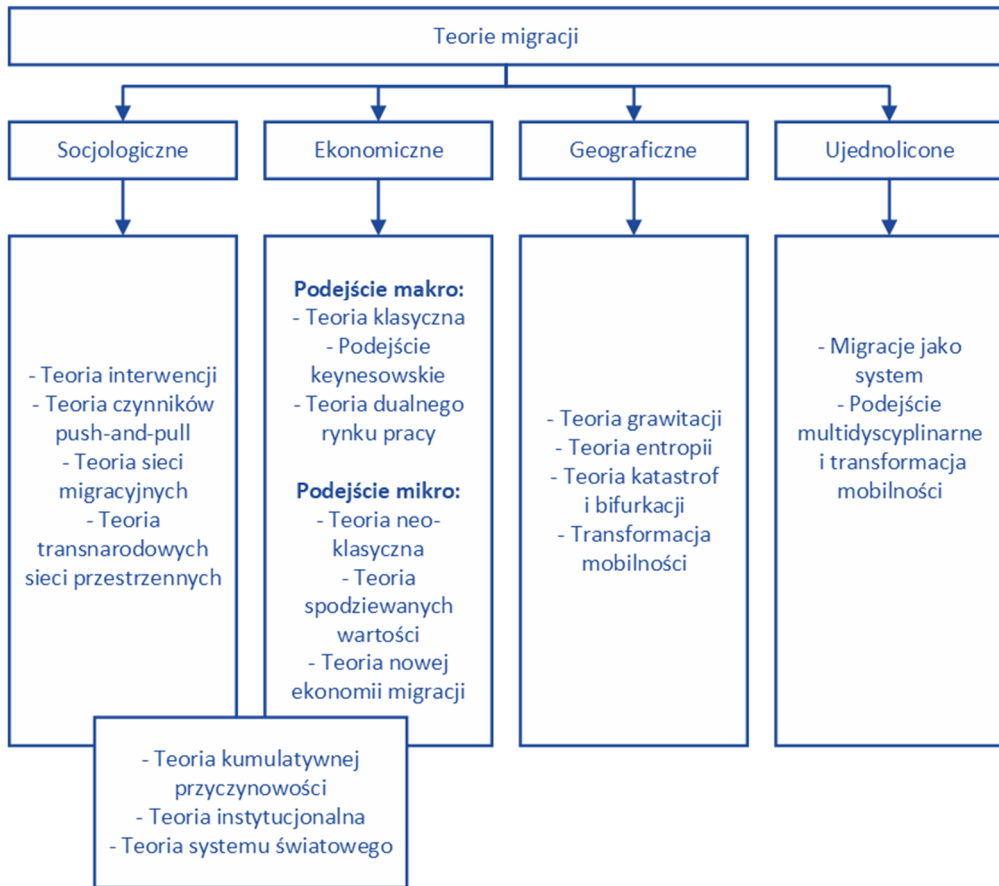 Teorie migracji
Socjologiczne
Ekonomiczne
Geograficzne
Ujednolicone
- Teoria interwencji
- Teoria czynników
push-and-pull
- Teoria sieci
migracyjnych
- Teoria
transnarodowych
sieci przestrzennych
Podejście makro:
- Teoria klasyczna
- Podejście
keynesowskie
- Teoria dualnego
rynku pracy
Podejście mikro:
- Teoria neo-
klasyczna
- Teoria
spodziewanych
wartości
- Teoria nowej
ekonomii migracji
- Teoria grawitacji
- Teoria entropii
- Teoria katastrof
i bifurkacji
- Transformacja
mobilności
- Migracje jako
system
- Podejście
multidyscyplinarne
i transformacja
mobilności
- Teoria kumulatywnej
przyczynowości
- Teoria instytucjonalna
- Teoria systemu światowego